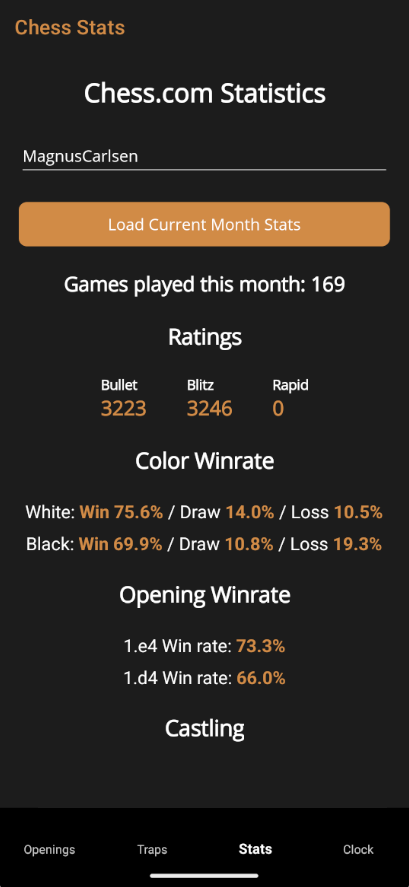 Chess Stats
Chess.com Statistics
MagnusCarlsen
Load Current Month Stats
Games played this month: 169
Ratings
Bullet Blitz Rapid
3223 3246 0
Color Winrate
White: Win 75.6% / Draw 14.0% / Loss 10.5%
Black: Win 69.9% / Draw 10.8% / Loss 19.3%
Opening Winrate
1.e4 Win rate: 73.3%
1.d4 Win rate: 66.0%
Castling
Openings Traps Stats Clock